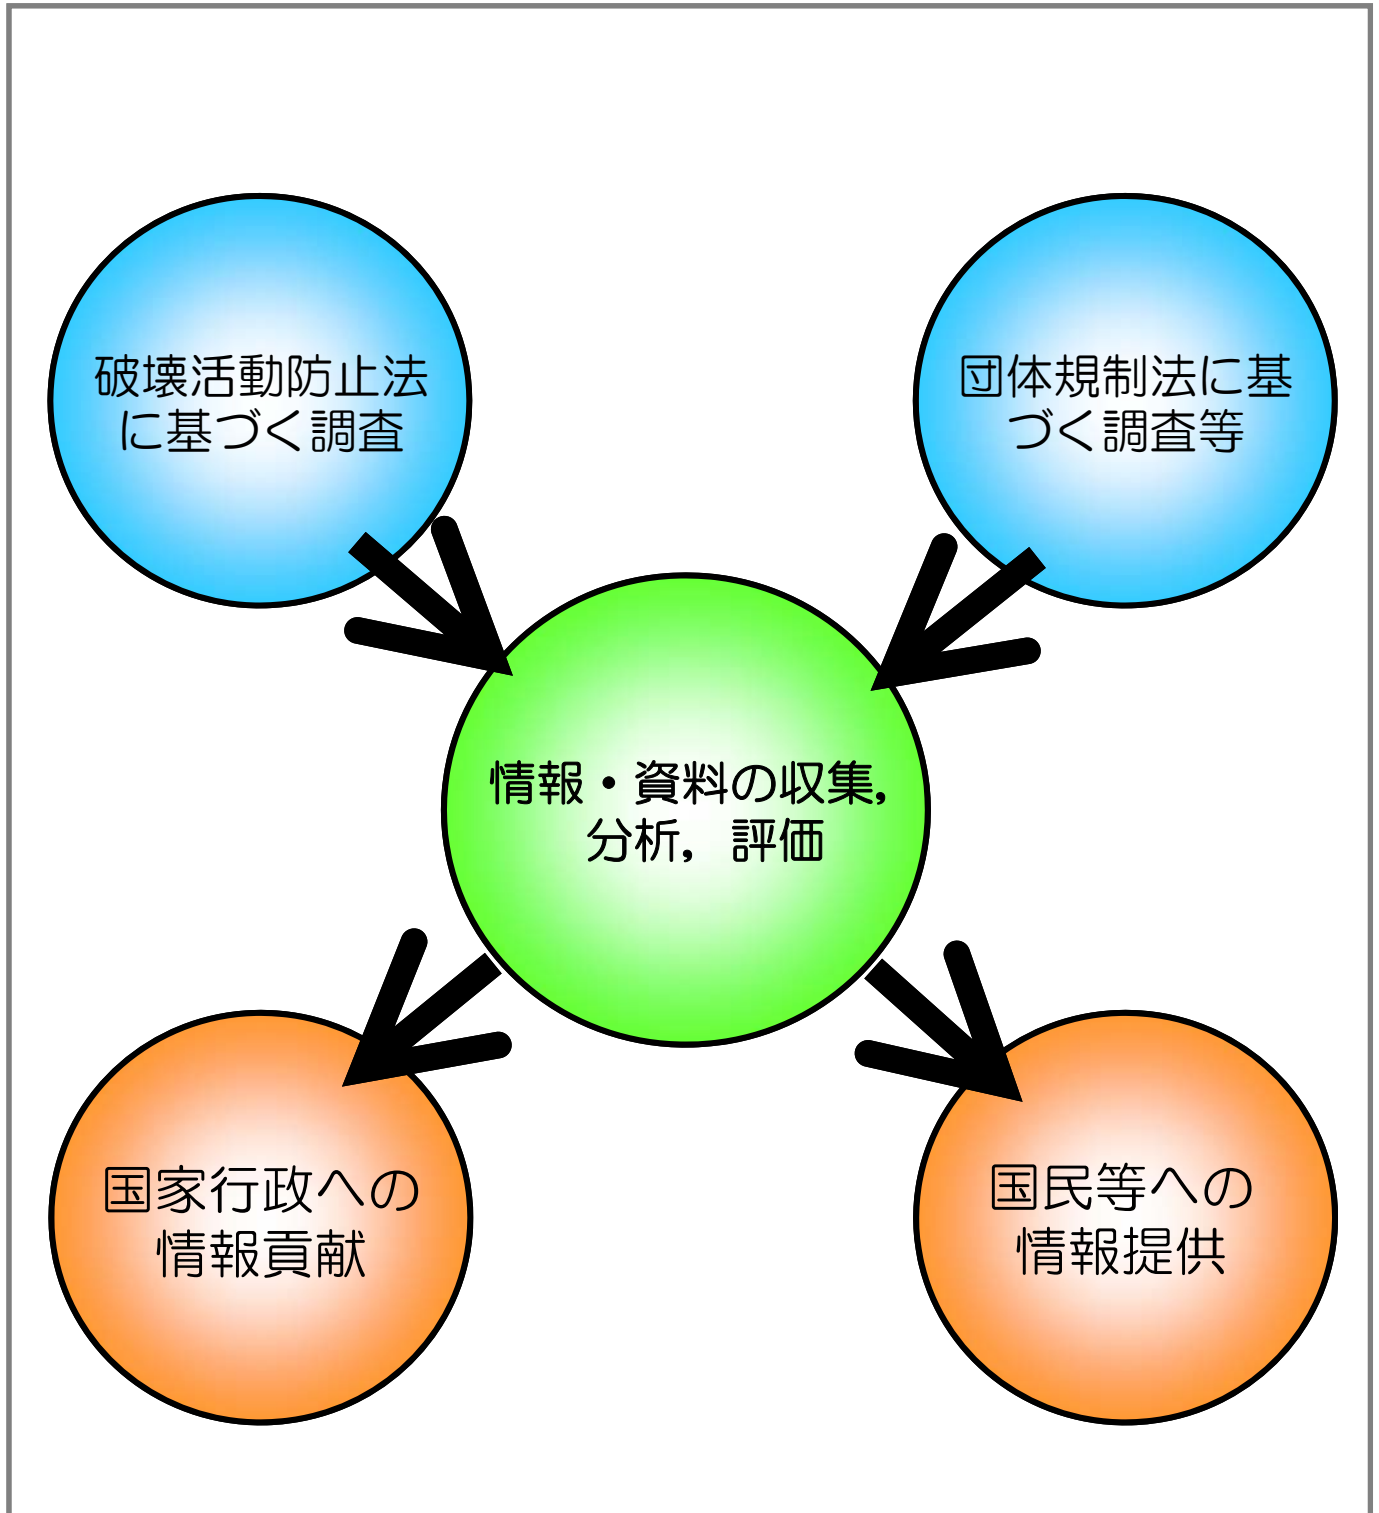 破壊活動防止法
に基づく調査
団体規制法に基
づく調査等
情報・資料の収集，
分析，評価
国家行政への
情報貢献
国民等への
情報提供